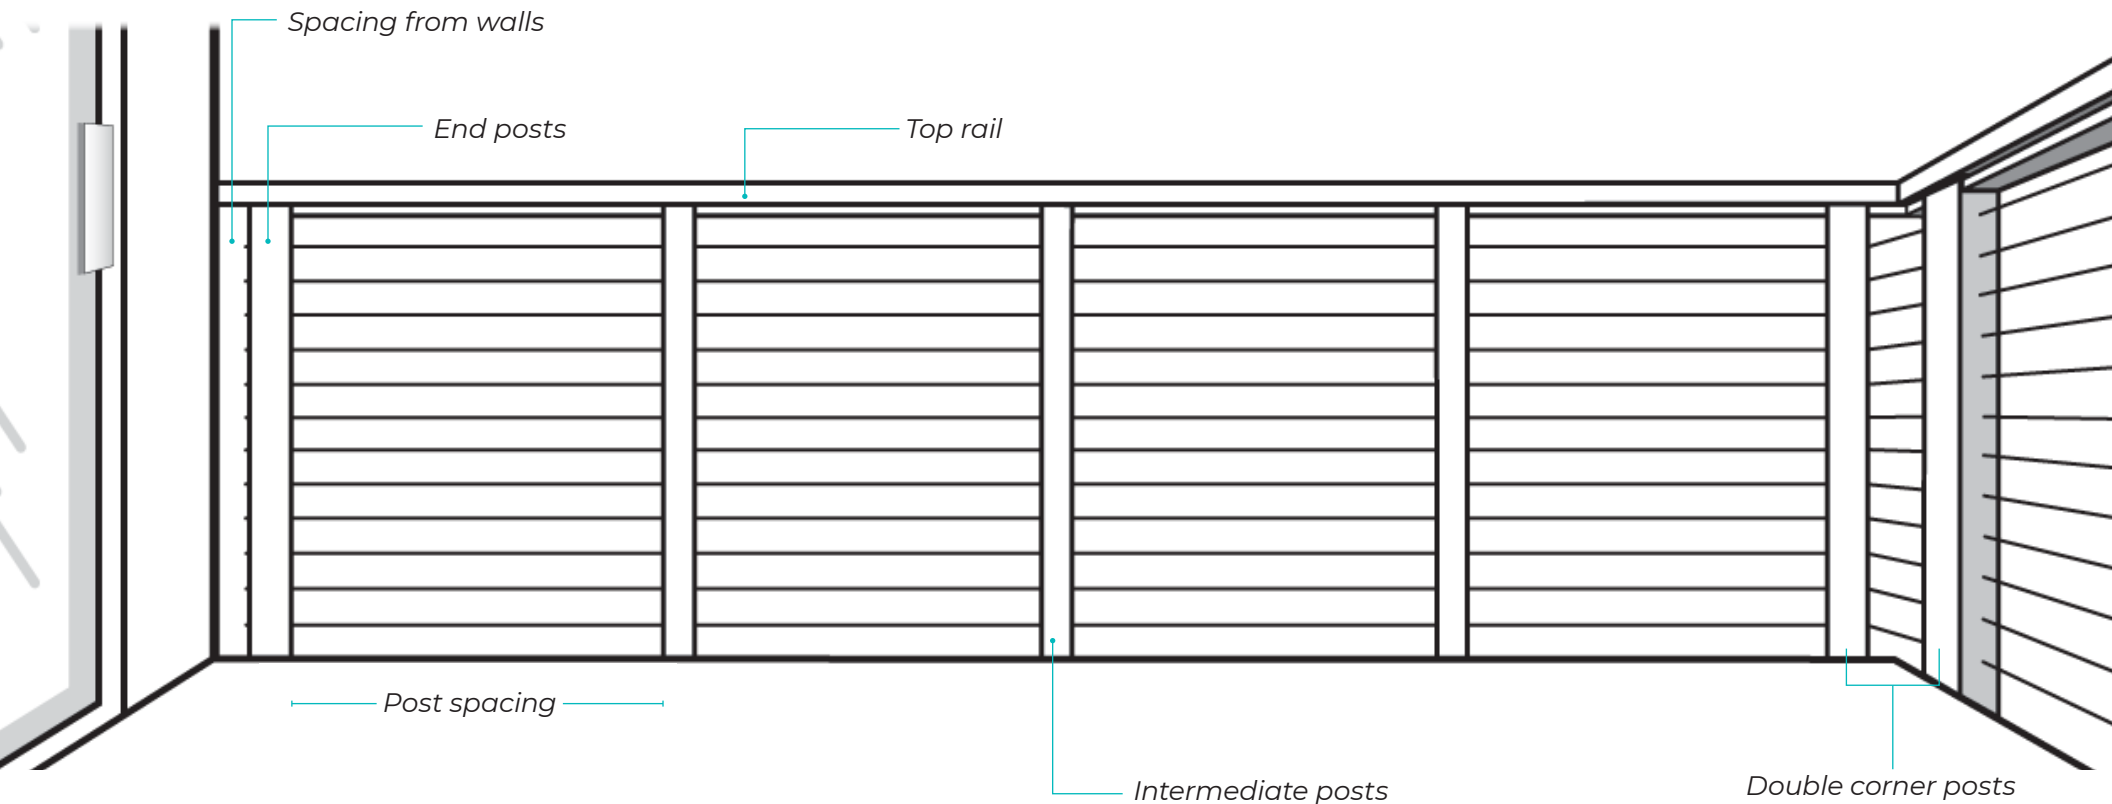 Spacing from walls
End posts
Top rail
Post spacing
Intermediate posts
Double corner posts